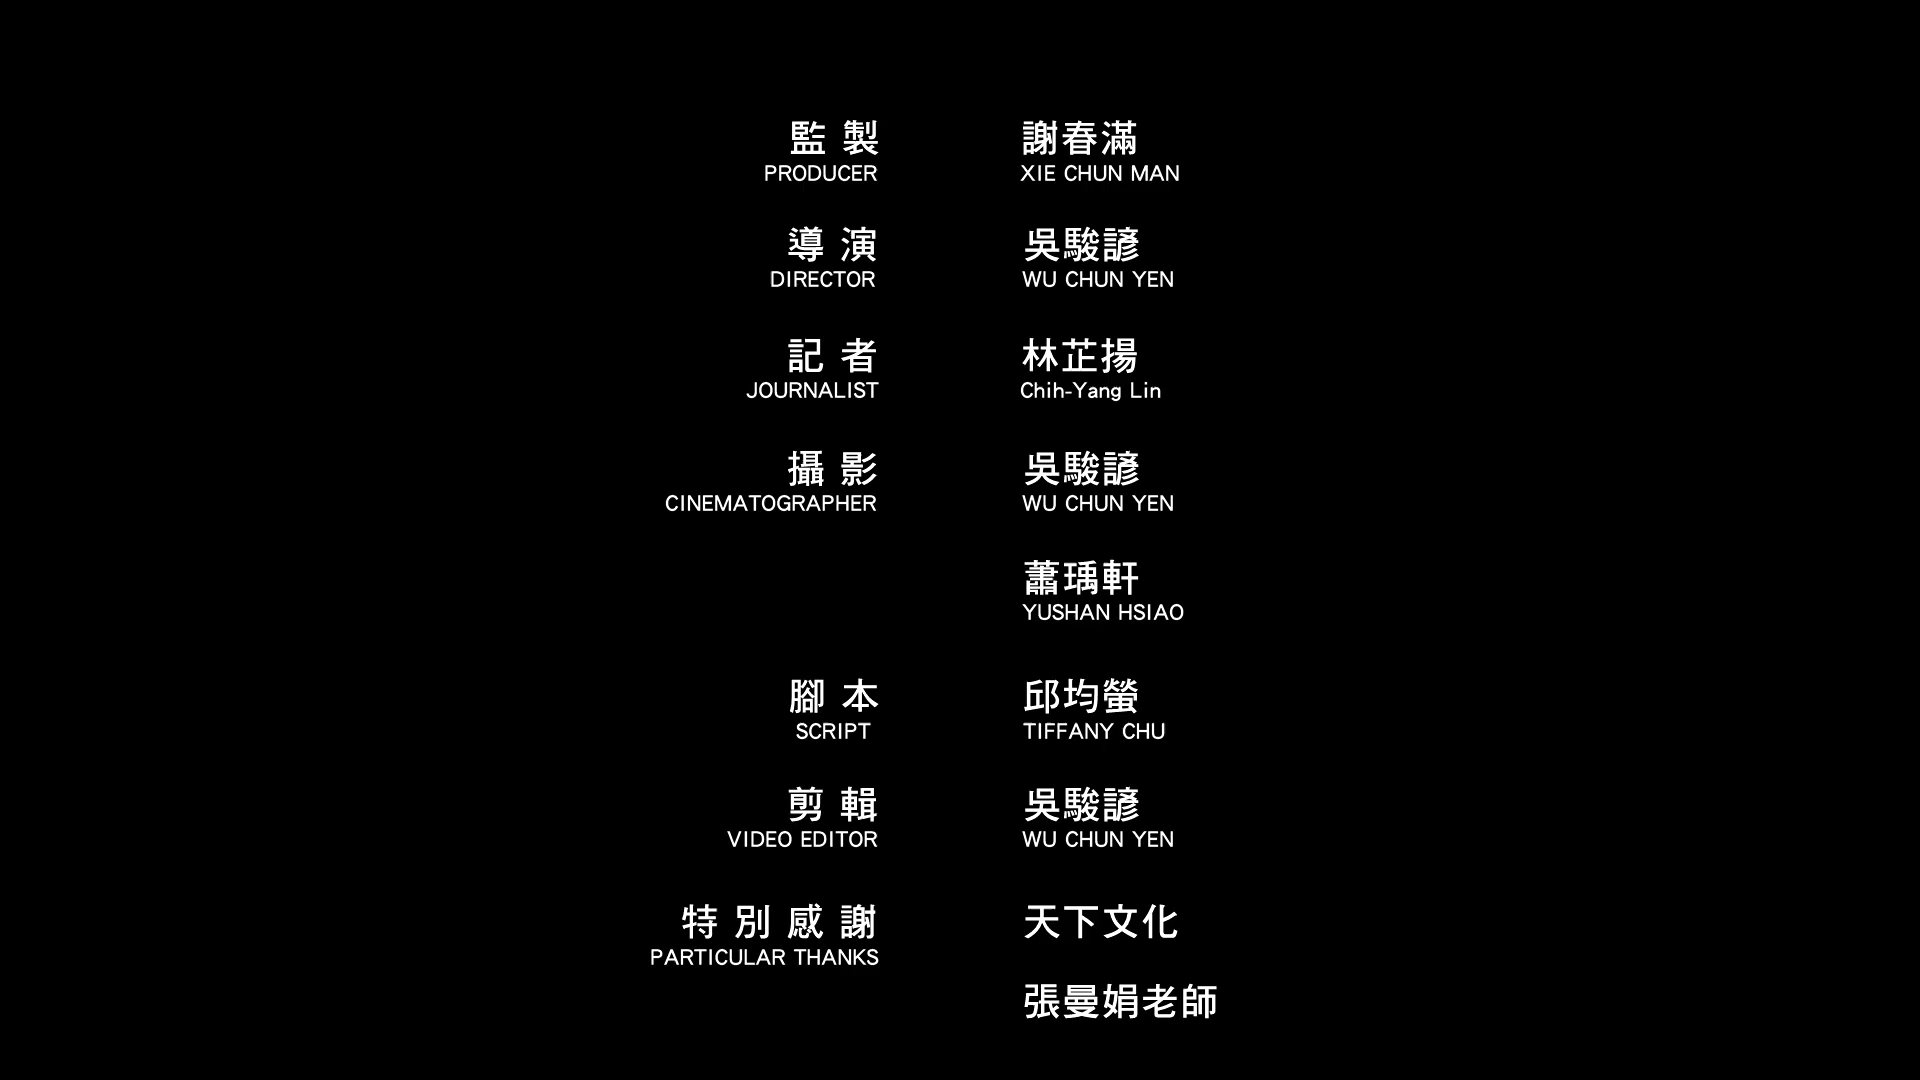 監製 謝春滿
PRODUCER XIE CHUN MAN
導演 吳駿諺
DIRECTOR WU CHUN YEN
記者 林芷揚
JOURNALIST Chih-Yang Lin
攝影 吳駿諺
CINEMATOGRAPHER WU CHUN YEN
蕭瑀軒
YUSHAN HSIAO
腳本 邱均螢
SCRIPT TIFFANY CHU
剪輯 吳駿諺
VIDEO EDITOR WU CHUN YEN
特別感謝 天下文化
PARTICULAR THANKS
張曼娟老師